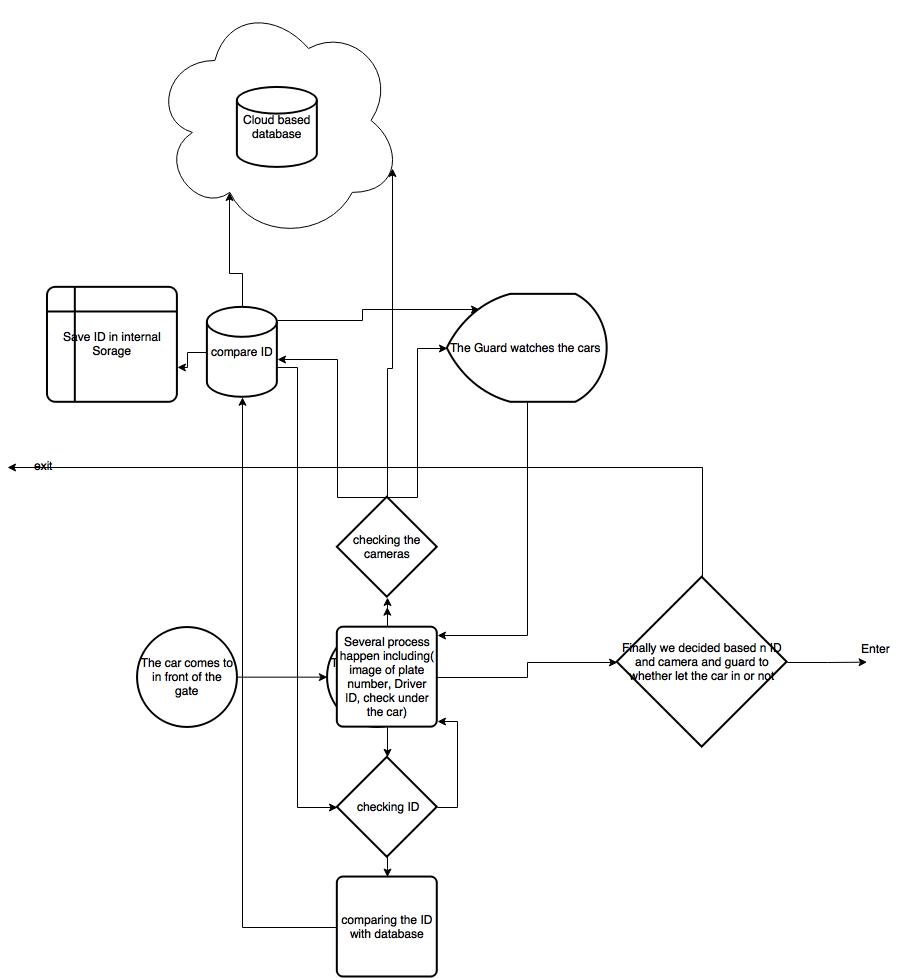 Cloud based
database
Save ID in internal
Sorage
compare ID
The Guard watches the cars
exit
checking the
cameras
The car comes to
in front of the
gate
T
Several process
happen including(
image of plate
number, Driver
ID, check under
the car)
Finally we decided based n ID
and camera and guard to
whether let the car in or not
Enter
checking ID
comparing the ID
with database